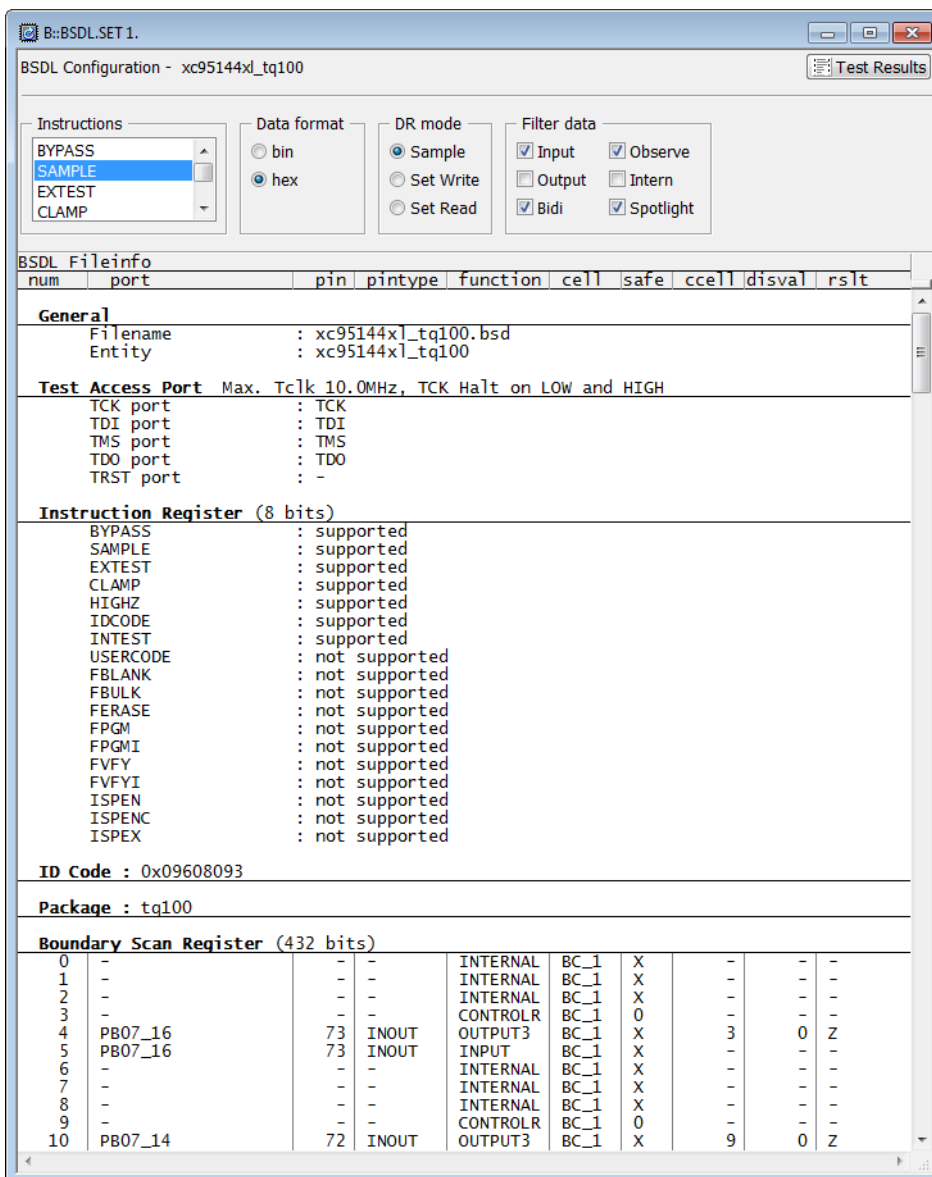 B::BSDL.SET 1.
BSDL Configuration - xc95144xl_tq100
Test Results
Instructions
BYPASS
SAMPLE
EXTEST
CLAMP
Data format
bin
hex
DR mode
Sample
Set Write
Set Read
Filter data
Input
Observe
Output
Intern
Bidi
Spotlight
BSDL Fileinfo
num port pin pintype function cell safe ccell disval rslt
General
Filename : xc95144xl_tq100.bsd
Entity : xc95144xl_tq100
Test Access Port Max. Tclk 10.0MHz, TCK Halt on LOW and HIGH
TCK port : TCK
TDI port : TDI
TMS port : TMS
TDO port : TDO
TRST port : -
Instruction Register (8 bits)
BYPASS : supported
SAMPLE : supported
EXTEST : supported
CLAMP : supported
HIGHZ : supported
IDCODE : supported
INTEST : supported
USERCODE : not supported
FBLANK : not supported
FBULK : not supported
FERASE : not supported
FPGM : not supported
FPGMI : not supported
FVFY : not supported
FVFYI : not supported
ISPEN : not supported
ISPENC : not supported
ISPEX : not supported
ID Code : 0x09608093
Package : tq100
Boundary Scan Register (432 bits)
0 - - - INTERNAL BC_1 X - - -
1 - - - INTERNAL BC_1 X - - -
2 - - - INTERNAL BC_1 X - - -
3 - - - CONTROLR BC_1 0 - - -
4 PB07_16 73 INOUT OUTPUT3 BC_1 X 3 0 Z
5 PB07_16 73 INOUT INPUT BC_1 X - - -
6 - - - INTERNAL BC_1 X - - -
7 - - - INTERNAL BC_1 X - - -
8 - - - INTERNAL BC_1 X - - -
9 - - - CONTROLR BC_1 0 - - -
10 PB07_14 72 INOUT OUTPUT3 BC_1 X 9 0 Z